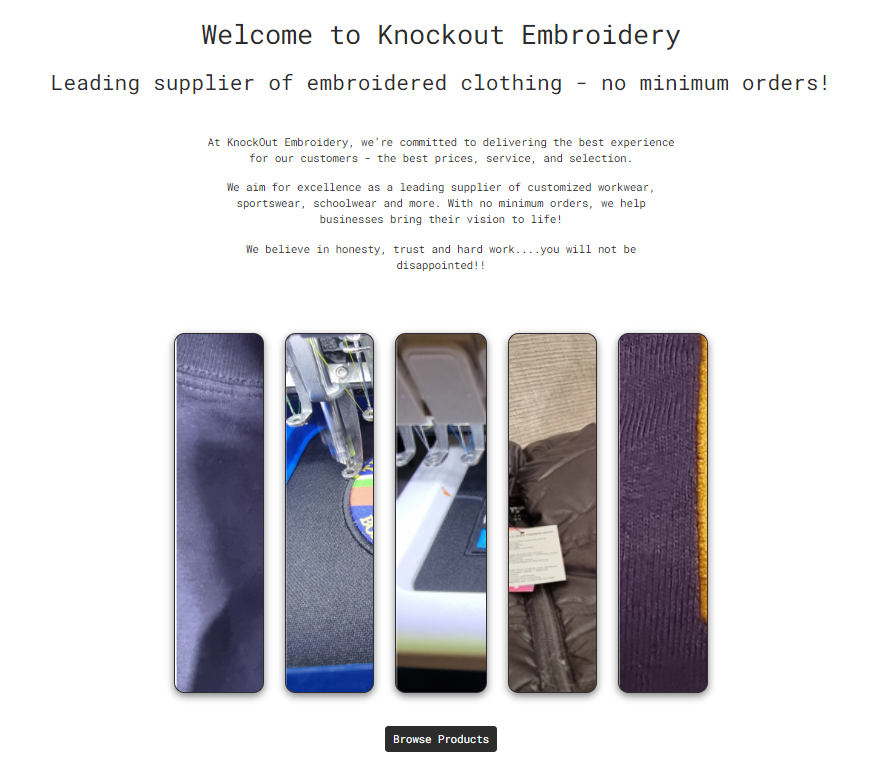 Welcome to Knockout Embroidery
Leading supplier of embroidered clothing - no minimum orders!
At KnockOut Embroidery, we're committed to delivering the best experience
for our customers - the best prices, service, and selection.
We aim for excellence as a leading supplier of customized workwear,
sportswear, schoolwear and more. With no minimum orders, we help
businesses bring their vision to life!
We believe in honesty, trust and hard work....you will not be
disappointed!!
Browse Products